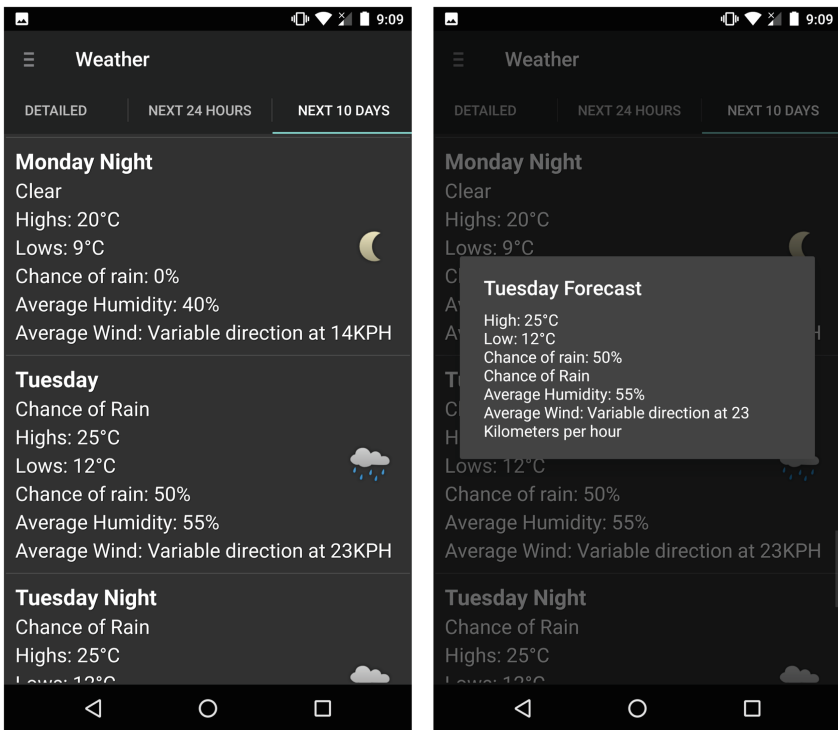 9:09
Weather
DETAILED NEXT 24 HOURS NEXT 10 DAYS
Monday Night
Clear
Highs: 20°C
Lows: 9°C
Chance of rain: 0%
Average Humidity: 40%
Average Wind: Variable direction at 14KPH
Tuesday
Chance of Rain
Highs: 25°C
Lows: 12°C
Chance of rain: 50%
Average Humidity: 55%
Average Wind: Variable direction at 23KPH
Tuesday Night
Chance of Rain
Highs: 25°C
Lows: 12°C
9:09
Weather
DETAILED NEXT 24 HOURS NEXT 10 DAYS
Monday Night
Clear
Highs: 20°C
Lows: 9°C
Tuesday Forecast
High: 25°C
Low: 12°C
Chance of rain: 50%
Chance of Rain
Average Humidity: 55%
Average Wind: Variable direction at 23
Kilometers per hour
Lows: 12°C
Chance of rain: 50%
Average Humidity: 55%
Average Wind: Variable direction at 23KPH
Tuesday Night
Chance of Rain
Highs: 25°C
Lows: 12°C